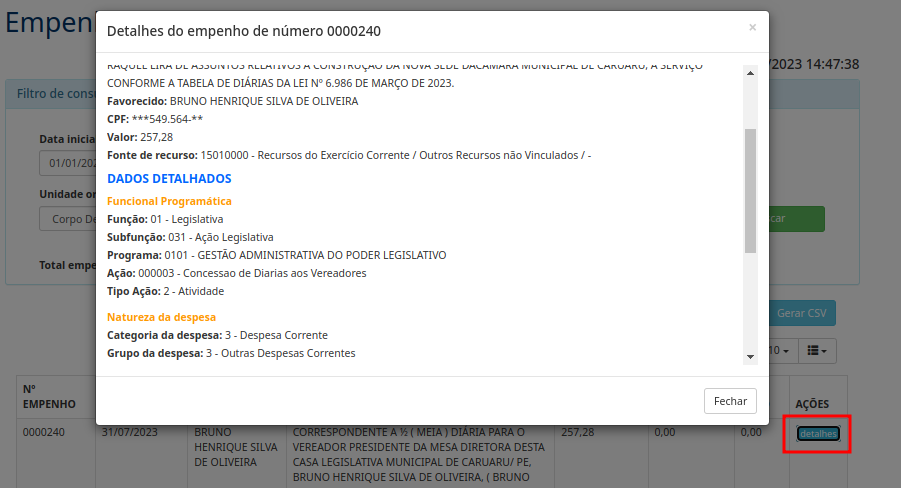 Empen
Detalhes do empenho de número 0000240
×
/2023 14:47:38
Filtro de cons
RAQUEL LIRA DE ASSUNTOS RELATIVOS A CONSTRUÇÃO DA NOVA SEDE DACÂMARA MUNICIPAL DE CARUARU, A SERVIÇO
CONFORME A TABELA DE DIÁRIAS DA LEI Nº 6.986 DE MARÇO DE 2023.
Favorecido: BRUNO HENRIQUE SILVA DE OLIVEIRA
CPF: ***549.564-**
Valor: 257,28
Fonte de recurso: 15010000 - Recursos do Exercício Corrente / Outros Recursos não Vinculados / -
DADOS DETALHADOS
Funcional Programática
Função: 01 - Legislativa
Subfunção: 031 - Ação Legislativa
Programa: 0101 - GESTÃO ADMINISTRATIVA DO PODER LEGISLATIVO
Ação: 000003 - Concessao de Diarias aos Vereadores
Tipo Ação: 2 - Atividade
Natureza da despesa
Categoria da despesa: 3 - Despesa Corrente
Grupo da despesa: 3 - Outras Despesas Correntes
Fechar
Data inicia
01/01/202
Unidade or
Corpo De
car
Total empe
Gerar CSV
10
Nº
EMPENHO
AÇÕES
0000240 31/07/2023 BRUNO HENRIQUE SILVA DE OLIVEIRA
CORRESPONDENTE A ½ ( MEIA ) DIÁRIA PARA O
VEREADOR PRESIDENTE DA MESA DIRETORA DESTA
CASA LEGISLATIVA MUNICIPAL DE CARUARU/ PE,
BRUNO HENRIQUE SILVA DE OLIVEIRA, ( BRUNO
257,28 0,00 0,00 detalhes